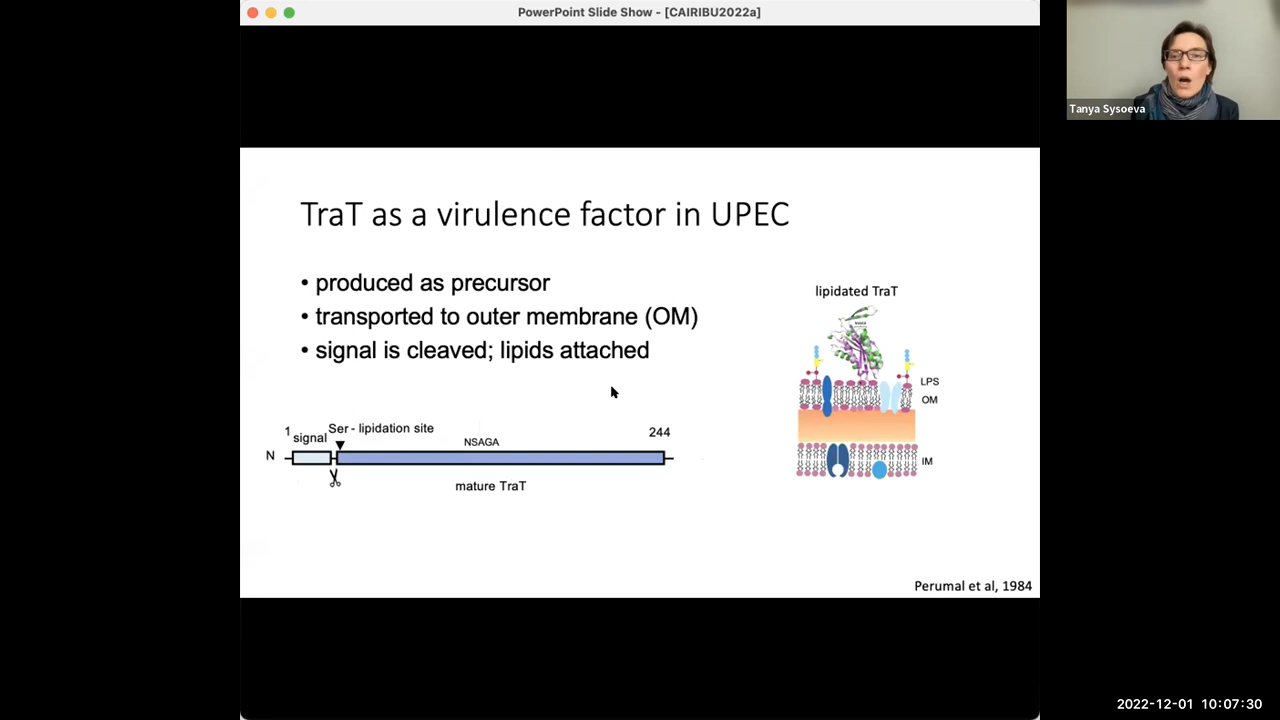 PowerPoint Slide Show - [CAIRIBU2022a]
Tanya Sysoeva
TraT as a virulence factor in UPEC
• produced as precursor
• transported to outer membrane (OM)
• signal is cleaved; lipids attached
lipidated TraT
LPS
OM
IM
1
signal
Ser - lipidation site
NSAGA
244
N
mature TraT
Perumal et al, 1984
2022-12-01 10:07:30